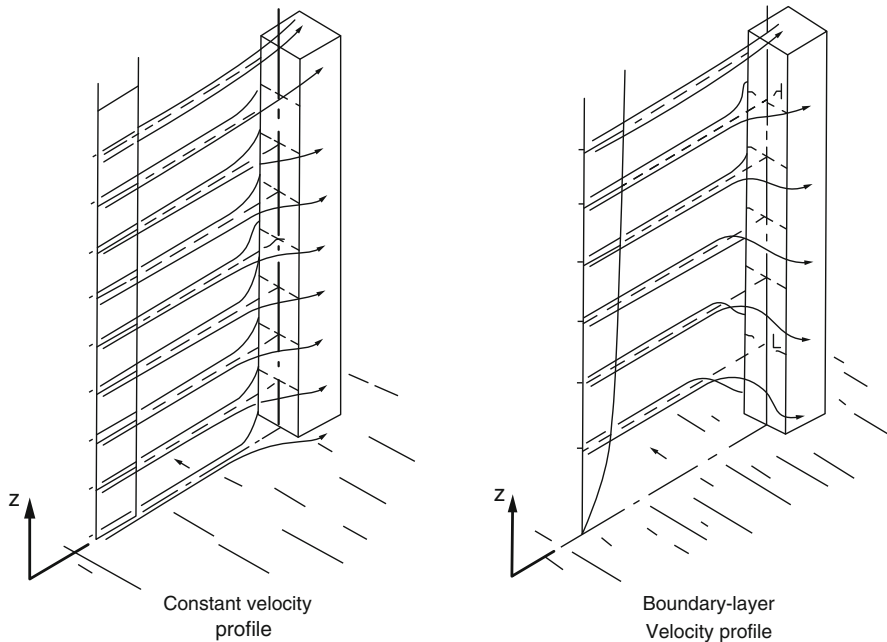 Z
Z
Constant velocity
profile
Boundary-layer
Velocity profile